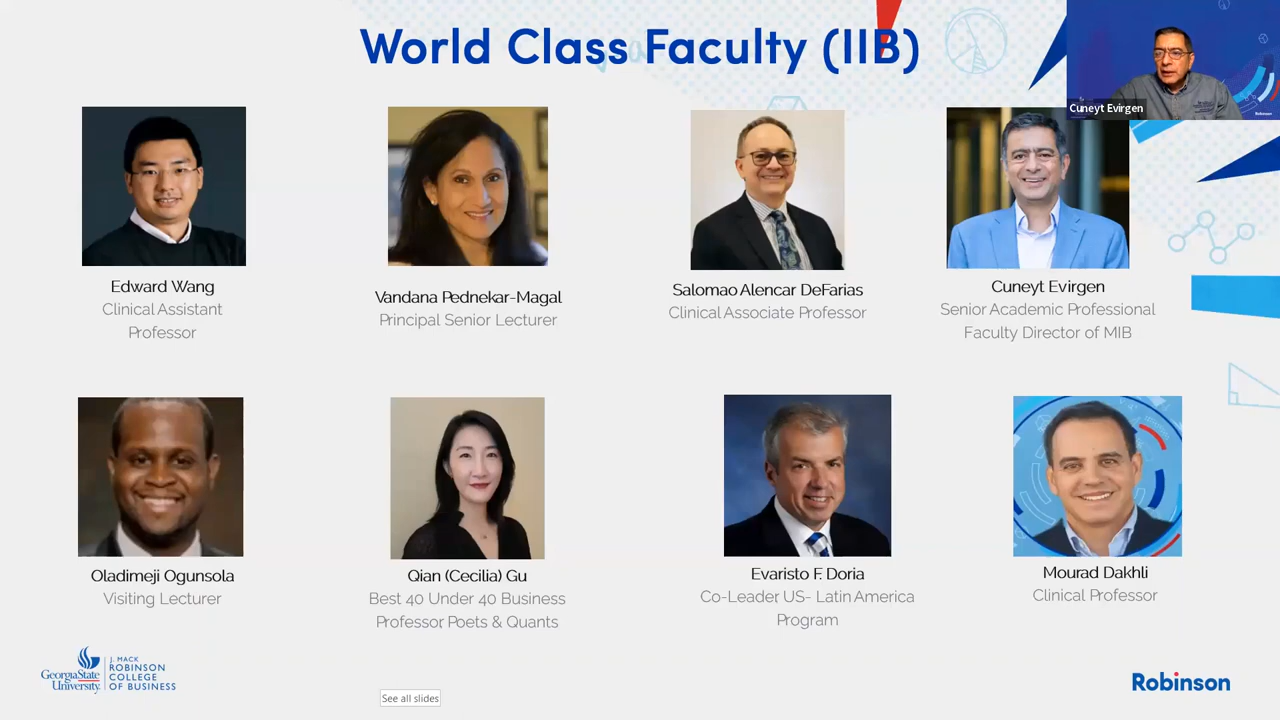 World Class Faculty (IIB)
Cuneyt Evirgen
Robinson
Edward Wang
Clinical Assistant
Professor
Vandana Pednekar-Magal
Principal Senior Lecturer
Salomao Alencar DeFarias
Clinical Associate Professor
Cuneyt Evirgen
Senior Academic Professional
Faculty Director of MIB
Oladimeji Ogunsola
Visiting Lecturer
Qian (Cecilia) Gu
Best 40 Under 40 Business
Professor, Poets & Quants
Evaristo F. Doria
Co-Leader, US- Latin America
Program
Mourad Dakhli
Clinical Professor
GeorgiaState
University
J. MACK
ROBINSON
COLLEGE
OF BUSINESS
See all slides
Robinson